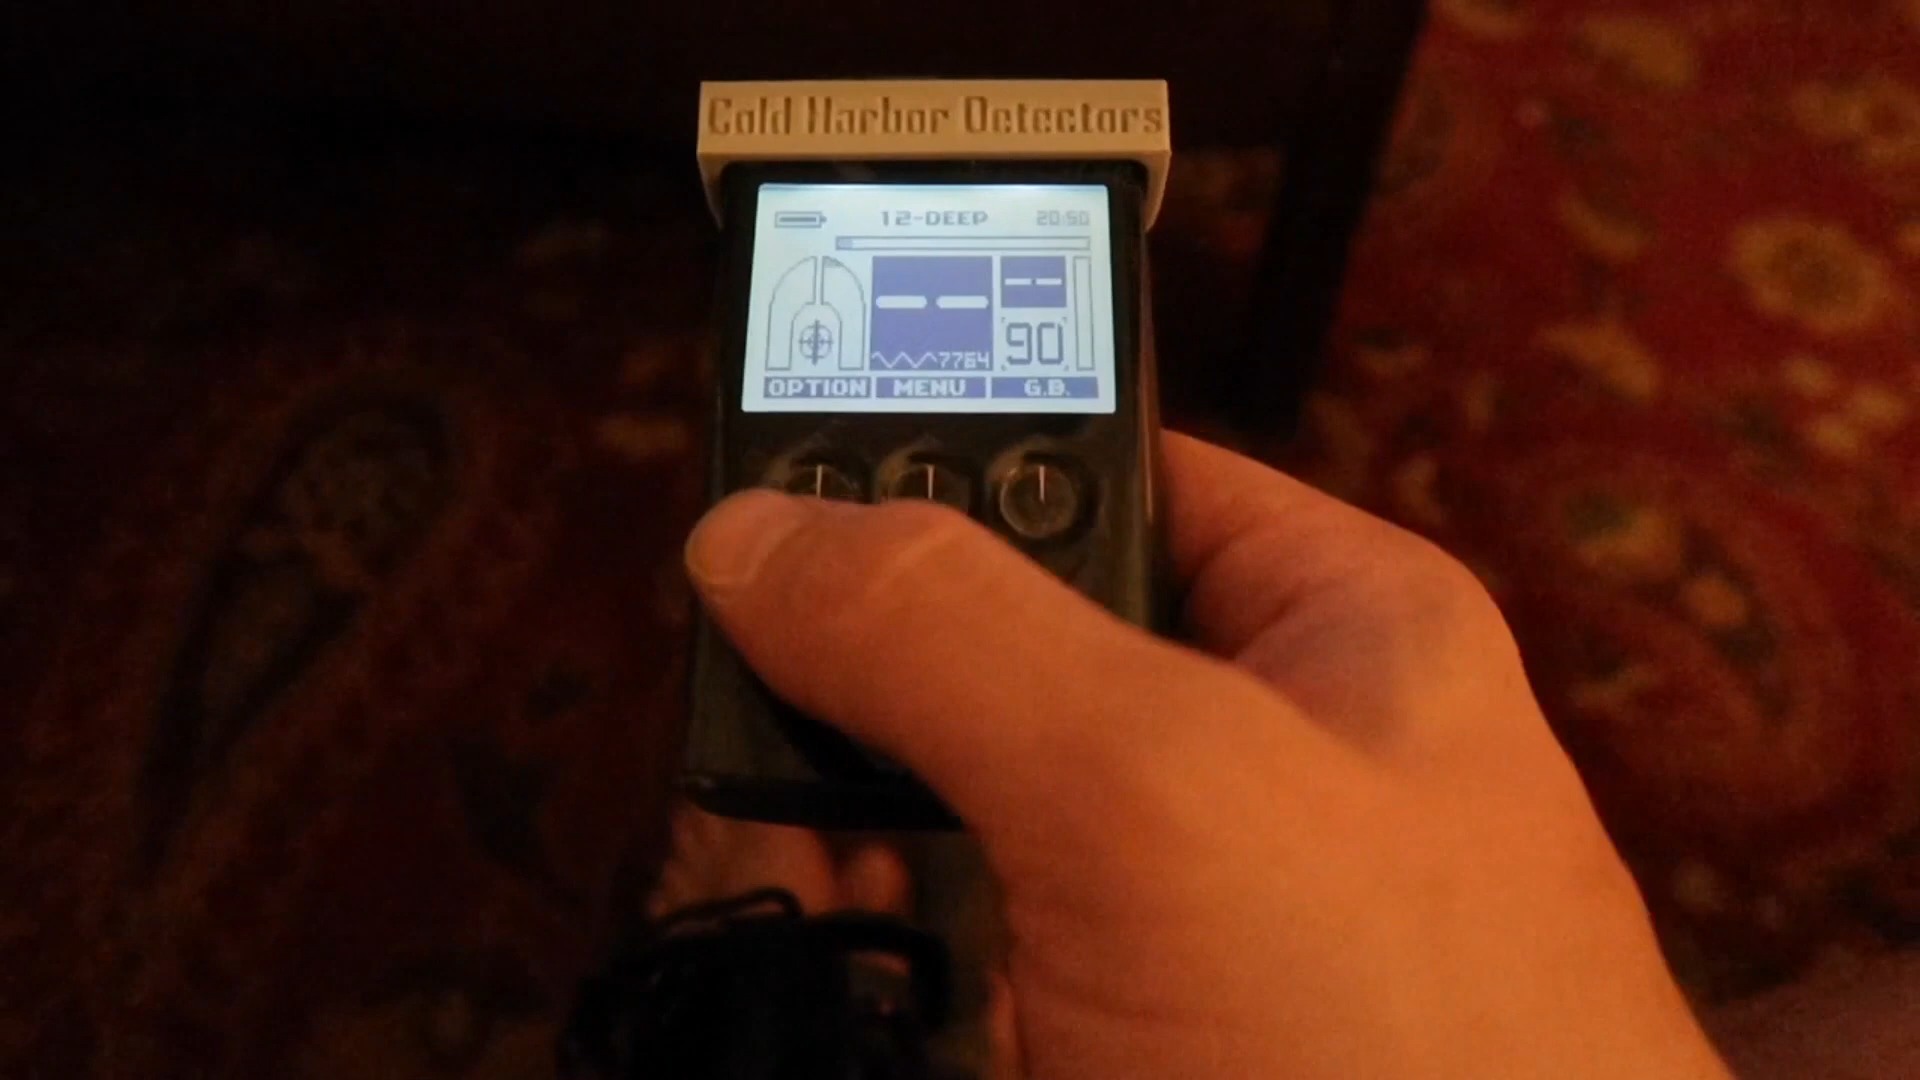 Cold Harbor Detectors
12-DEEP 20:50
-- --
7764 90
OPTION MENU G.B.